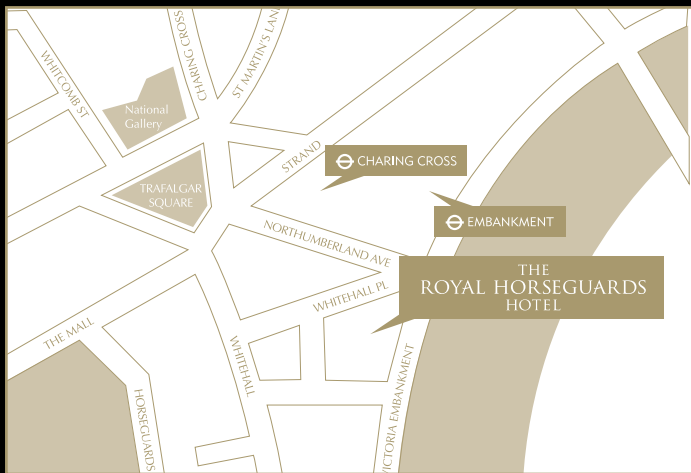 WHITCOMB ST
CHARING CROSS
ST MARTIN'S LAN
National
Gallery
STRAND
CHARING CROSS
TRAFALGAR
SQUARE
EMBANKMENT
NORTHUMBERLAND AVE
THE
ROYAL HORSEGUARDS
HOTEL
WHITEHALL PL
THE MALL
WHITEHALL
HORSEGUARDS
VICTORIA EMBANKMENT